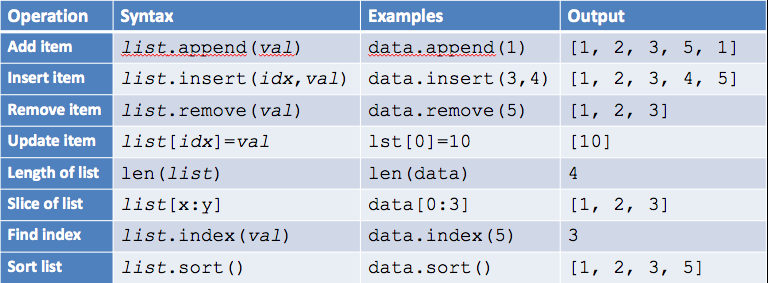 Operation Syntax Examples Output
Add item list.append(val) data.append(1) [1, 2, 3, 5, 1]
Insert item list.insert(idx,val) data.insert(3,4) [1, 2, 3, 4, 5]
Remove item list.remove(val) data.remove(5) [1, 2, 3]
Update item list[idx]=val lst[0]=10 [10]
Length of list len(list) len(data) 4
Slice of list list[x:y] data[0:3] [1, 2, 3]
Find index list.index(val) data.index(5) 3
Sort list list.sort() data.sort() [1, 2, 3, 5]